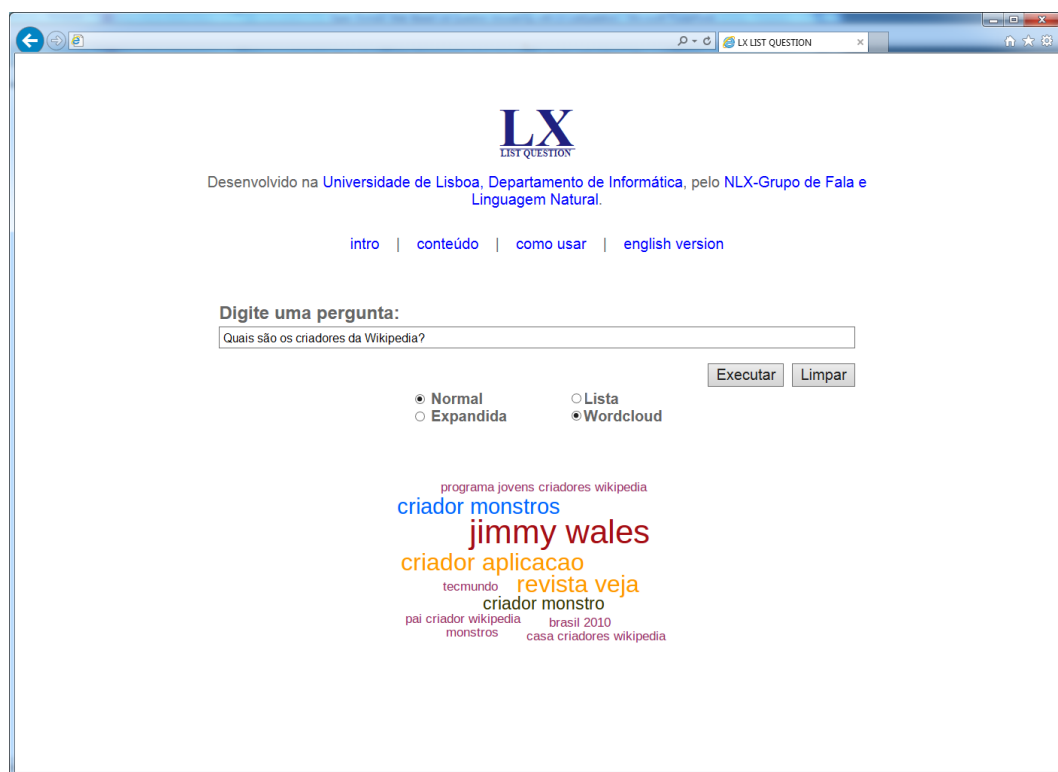 LX LIST QUESTION
LX
LIST QUESTION
Desenvolvido na Universidade de Lisboa, Departamento de Informática, pelo NLX-Grupo de Fala e
Linguagem Natural.
intro | conteúdo | como usar | english version
Digite uma pergunta:
Quais são os criadores da Wikipedia?
Executar Limpar
Normal Lista
Expandida Wordcloud
programa jovens criadores wikipedia
criador monstros
jimmy wales
criador aplicacao
tecmundo revista veja
criador monstro
pai criador wikipedia brasil 2010
monstros casa criadores wikipedia